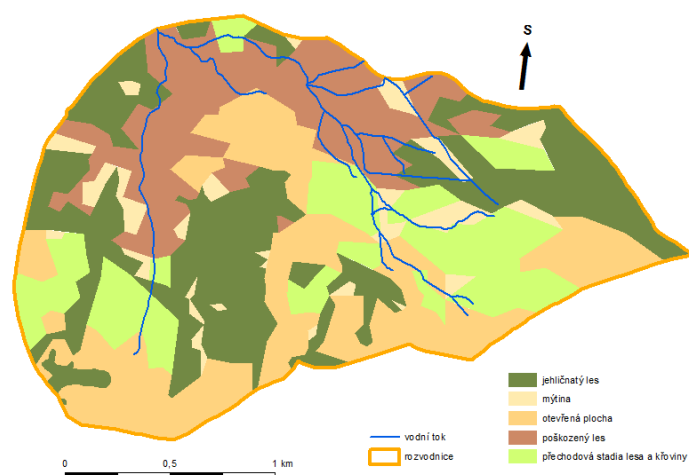 S
jehličnatý les
mýtina
otevřená plocha
poškozený les
přechodová stadia lesa a křoviny
vodní tok
rozvodnice
0 0,5 1 km